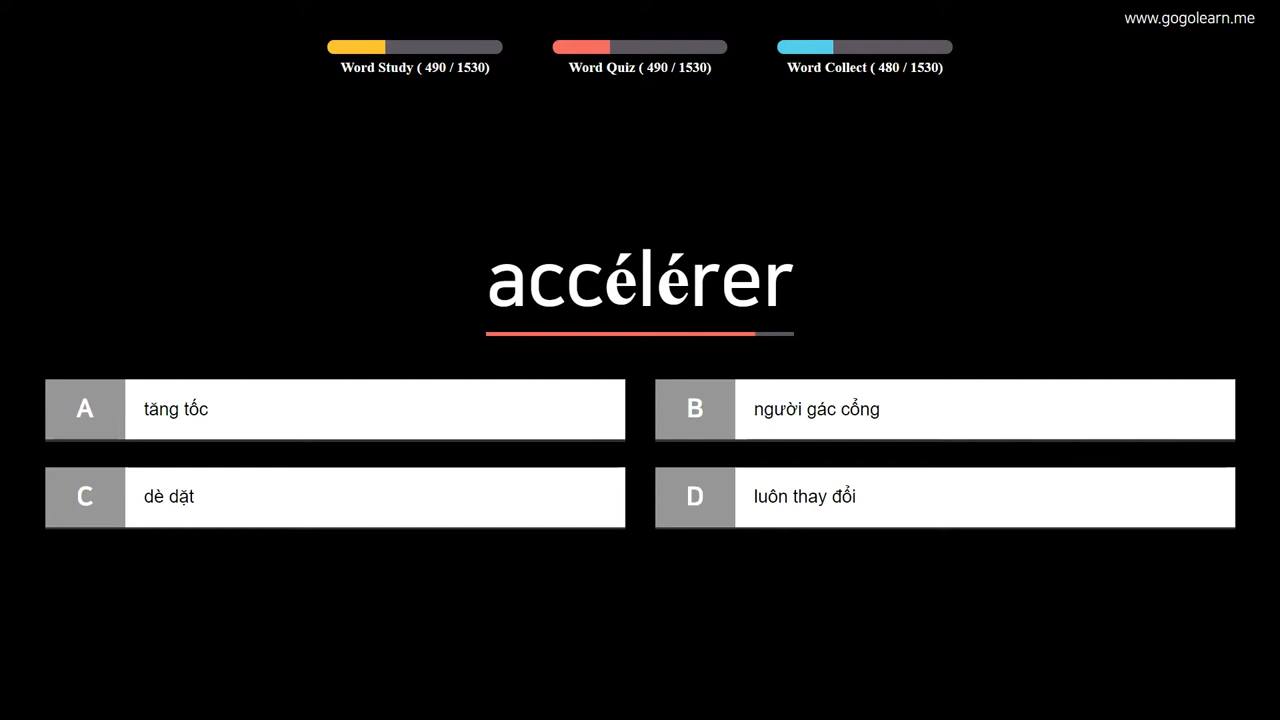 www.gogolearn.me
Word Study ( 490 / 1530)
Word Quiz ( 490 / 1530)
Word Collect ( 480 / 1530)
accélérer
A tăng tốc
B người gác cổng
C dè dặt
D luôn thay đổi